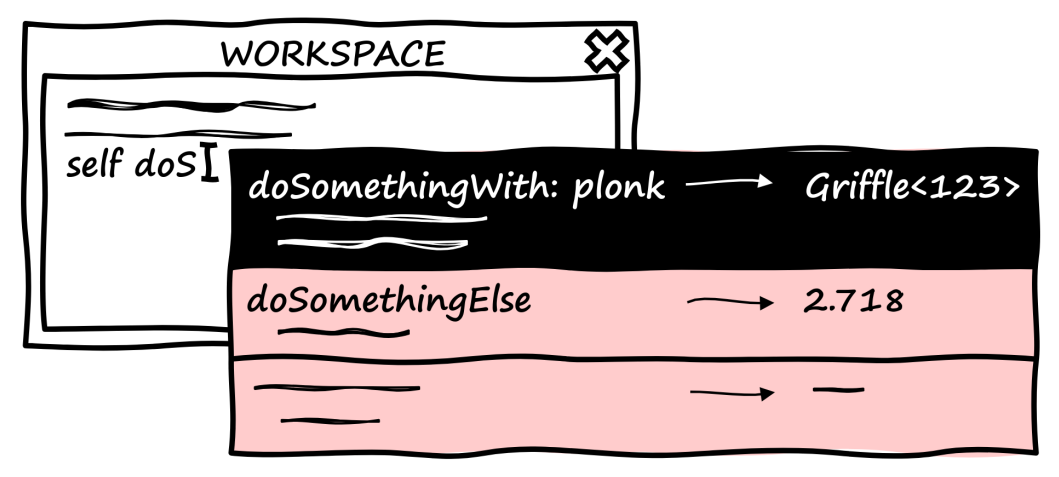 WORKSPACE
self doS
doSomethingWith: plonk → Griffle<123>
doSomethingElse → 2.718